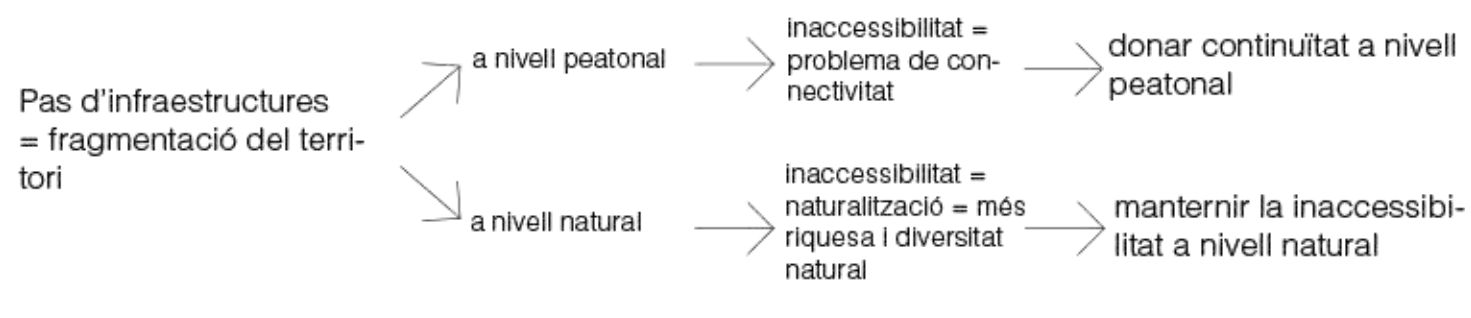 Pas d'infraestructures
= fragmentació del terri-
tori
a nivell peatonal
inaccessibilitat =
problema de con-
nectivitat
donar continuïtat a nivell
peatonal
a nivell natural
inaccessibilitat =
naturalització = més
riquesa i diversitat
natural
manternir la inaccessibi-
litat a nivell natural